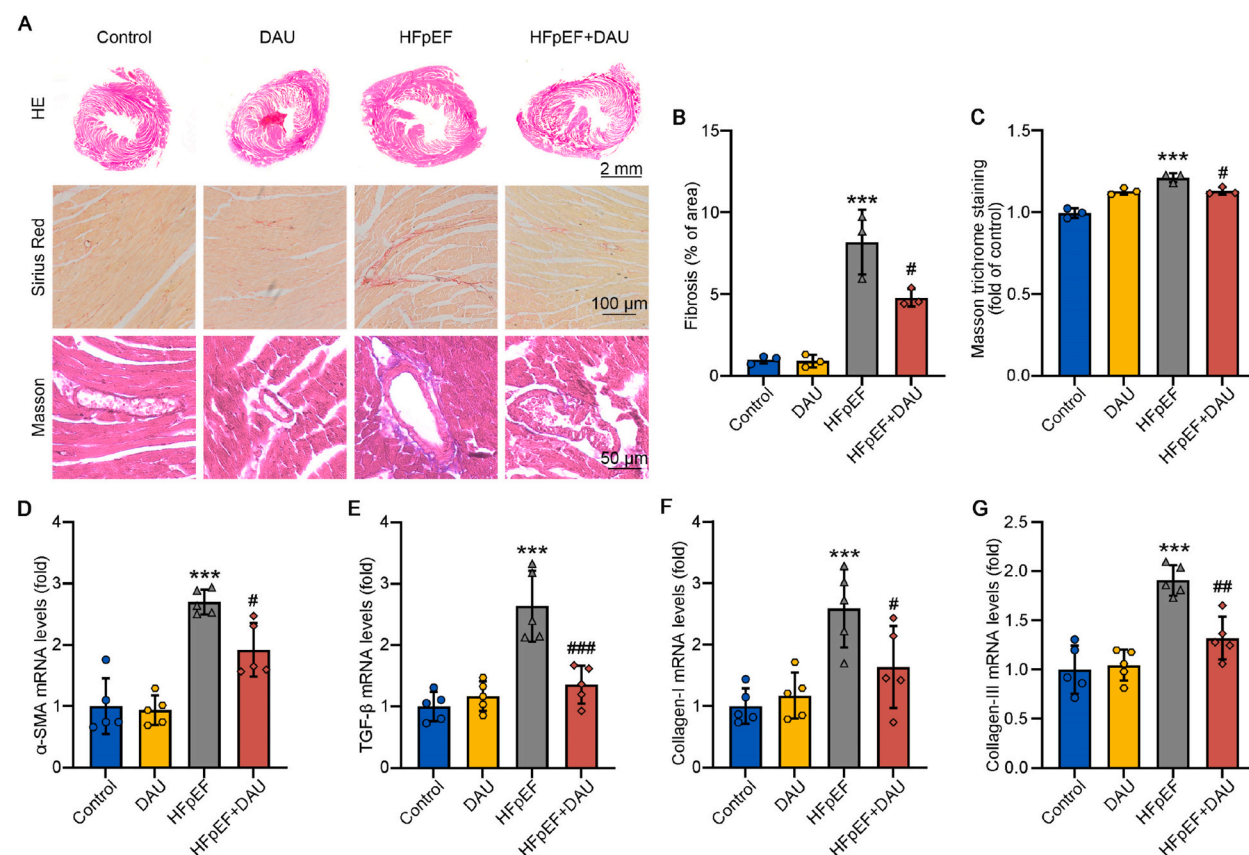 A
Control
DAU
HFpEF
HFpEF+DAU
HE
2 mm
Sirius Red
100 µm
Masson
50 µm
B
Fibrosis (% of area)
15
10
5
0
***
#
Control
DAU
HFpEF
HFpEF+DAU
C
Masson trichrome staining
(fold of control)
1.5
1.0
0.5
0.0
***
#
Control
DAU
HFpEF
HFpEF+DAU
D
α-SMA mRNA levels (fold)
4
3
2
1
0
***
#
Control
DAU
HFpEF
HFpEF+DAU
E
TGF-β mRNA levels (fold)
4
3
2
1
0
***
###
Control
DAU
HFpEF
HFpEF+DAU
F
Collagen-I mRNA levels (fold)
4
3
2
1
0
***
#
Control
DAU
HFpEF
HFpEF+DAU
G
Collagen-III mRNA levels (fold)
2.5
2.0
1.5
1.0
0.5
0.0
***
##
Control
DAU
HFpEF
HFpEF+DAU